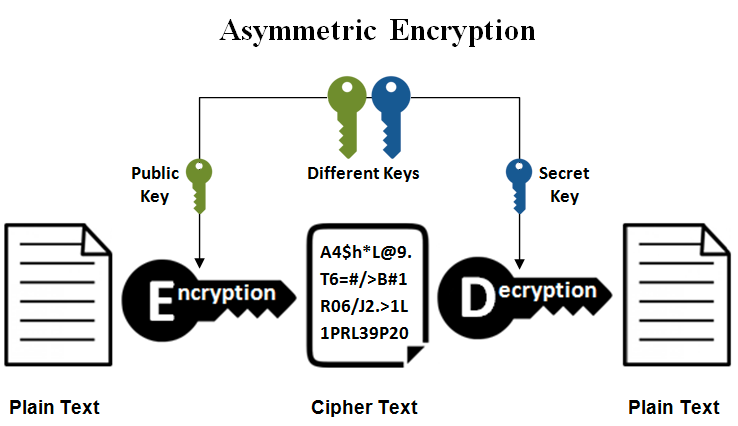 Asymmetric Encryption
Public
Key
Different Keys
Secret
Key
A4$h*L@9.
T6=#/>B#1
R06/J2.>1L
1PRL39P20
Encryption
Decryption
Plain Text
Cipher Text
Plain Text